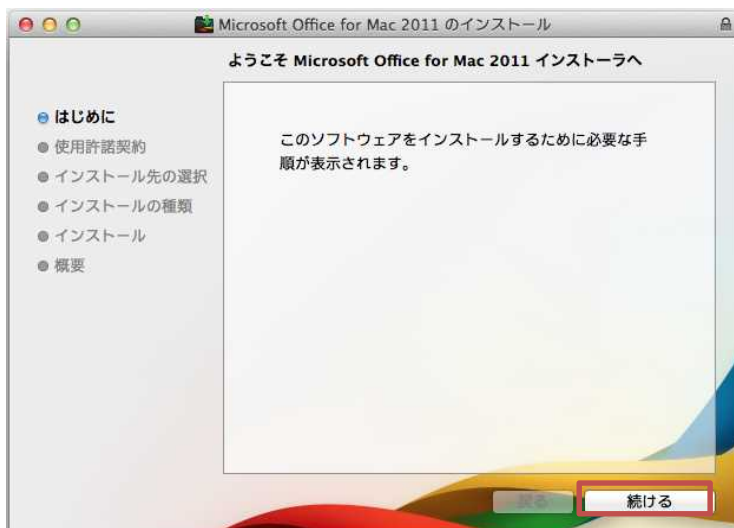 Microsoft Office for Mac 2011 のインストール
ようこそ Microsoft Office for Mac 2011 インストーラへ
はじめに
使用許諾契約
インストール先の選択
インストールの種類
インストール
概要
このソフトウェアをインストールするために必要な手
順が表示されます。
戻る
続ける